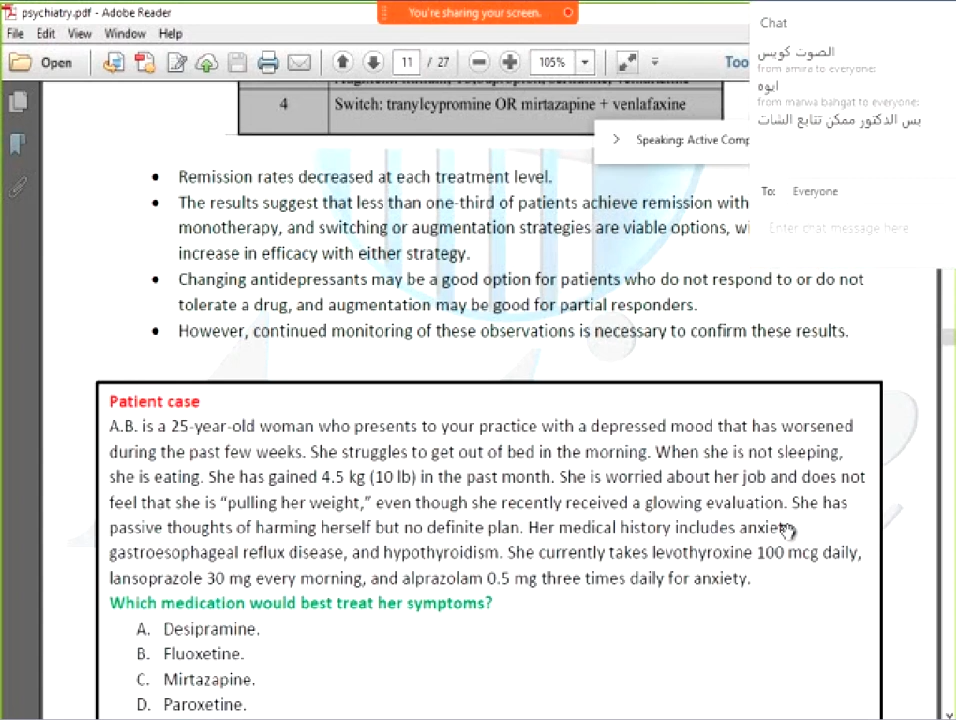 psychiatry.pdf - Adobe Reader
You're sharing your screen.
File Edit View Window Help
Open
11 / 27
105%
Too
Chat
الصوت كويس
from amira to everyone:
ايوه
from marwa bangat to everyone:
بس الدكتور ممكن تتابع الشات
To: Everyone
Enter chat message here
Speaking: Active Comp
4 Switch: tranylcypromine OR mirtazapine + venlafaxine
• Remission rates decreased at each treatment level.
• The results suggest that less than one-third of patients achieve remission with
monotherapy, and switching or augmentation strategies are viable options, wi
increase in efficacy with either strategy.
• Changing antidepressants may be a good option for patients who do not respond to or do not
tolerate a drug, and augmentation may be good for partial responders.
• However, continued monitoring of these observations is necessary to confirm these results.
Patient case
A.B. is a 25-year-old woman who presents to your practice with a depressed mood that has worsened
during the past few weeks. She struggles to get out of bed in the morning. When she is not sleeping,
she is eating. She has gained 4.5 kg (10 lb) in the past month. She is worried about her job and does not
feel that she is “pulling her weight,” even though she recently received a glowing evaluation. She has
passive thoughts of harming herself but no definite plan. Her medical history includes anxiety,
gastroesophageal reflux disease, and hypothyroidism. She currently takes levothyroxine 100 mcg daily,
lansoprazole 30 mg every morning, and alprazolam 0.5 mg three times daily for anxiety.
Which medication would best treat her symptoms?
A. Desipramine.
B. Fluoxetine.
C. Mirtazapine.
D. Paroxetine.